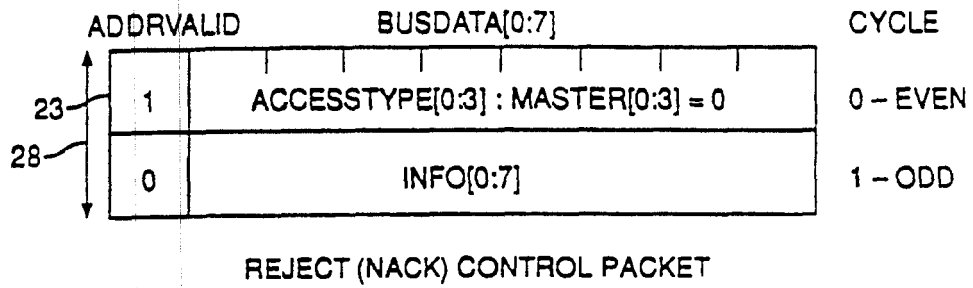 ADDRVALID BUSDATA[0:7] CYCLE
23 1 ACCESSTYPE[0:3] : MASTER[0:3] = 0 0 – EVEN
28 0 INFO[0:7] 1 – ODD
REJECT (NACK) CONTROL PACKET